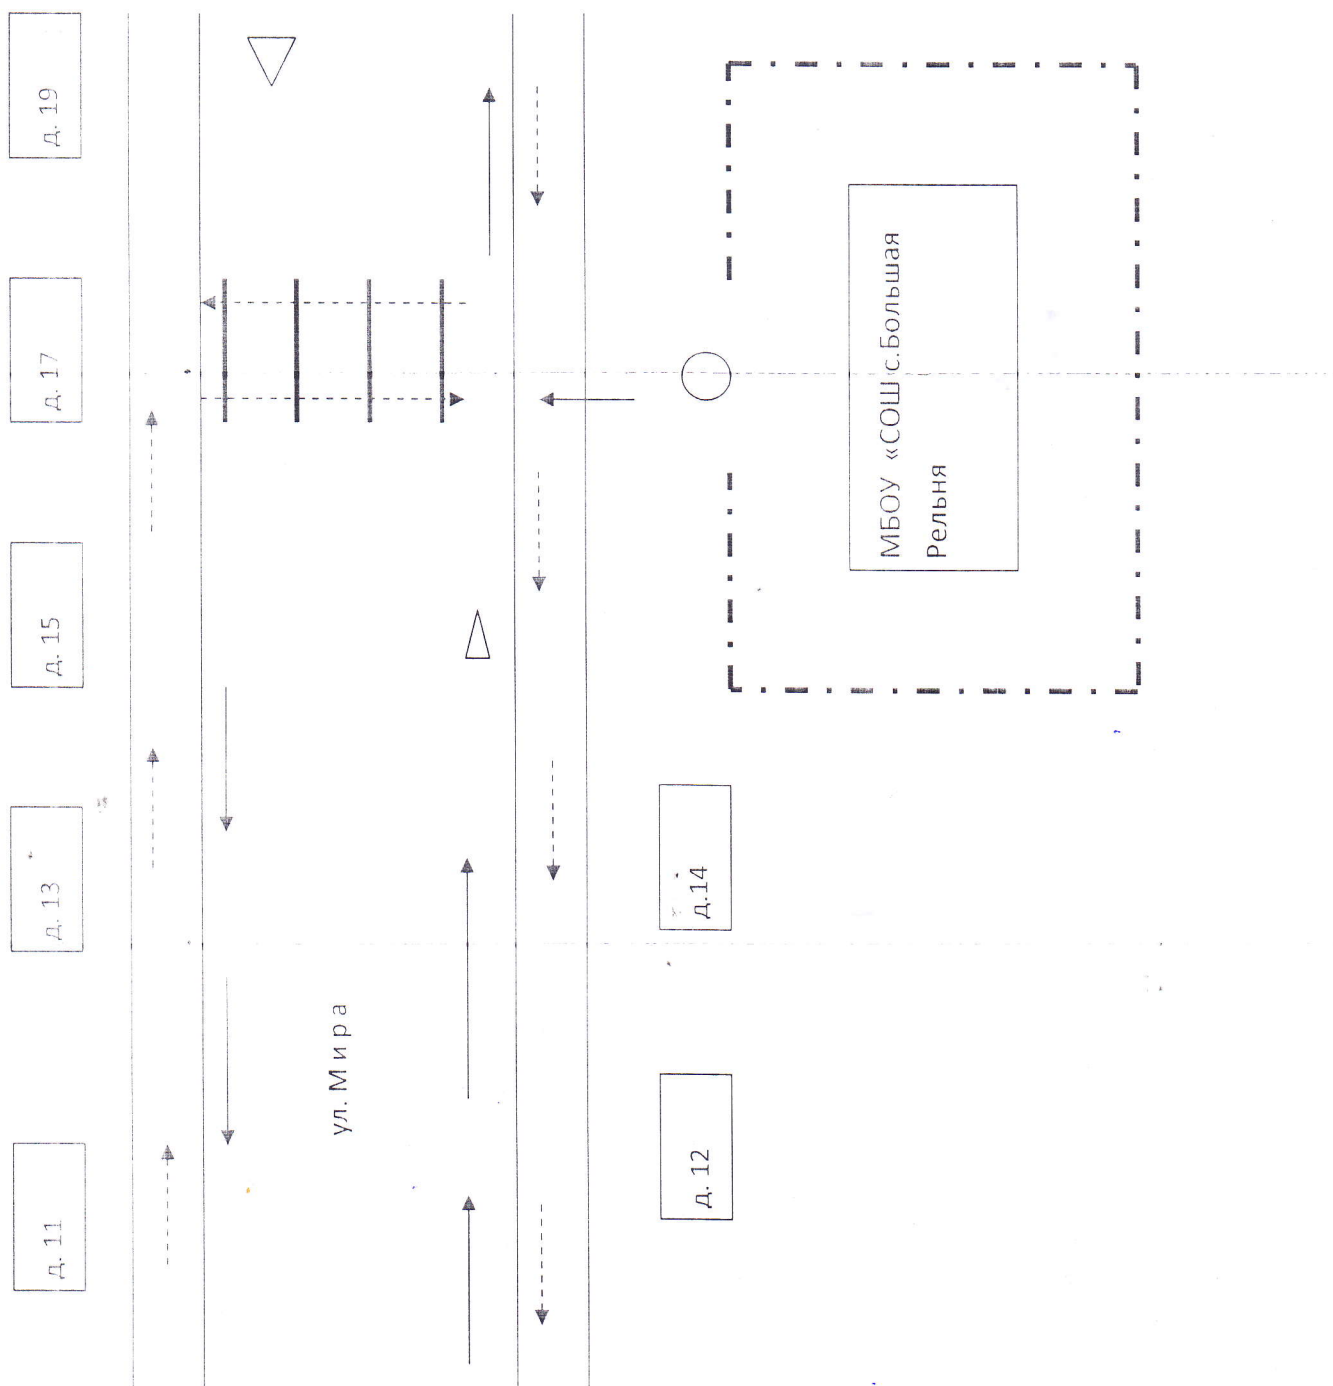 д. 11
д. 13
д. 15
д. 17
д. 19
ул. Мира
д. 12
д.14
МБОУ «СОШ с.Большая
Рельня